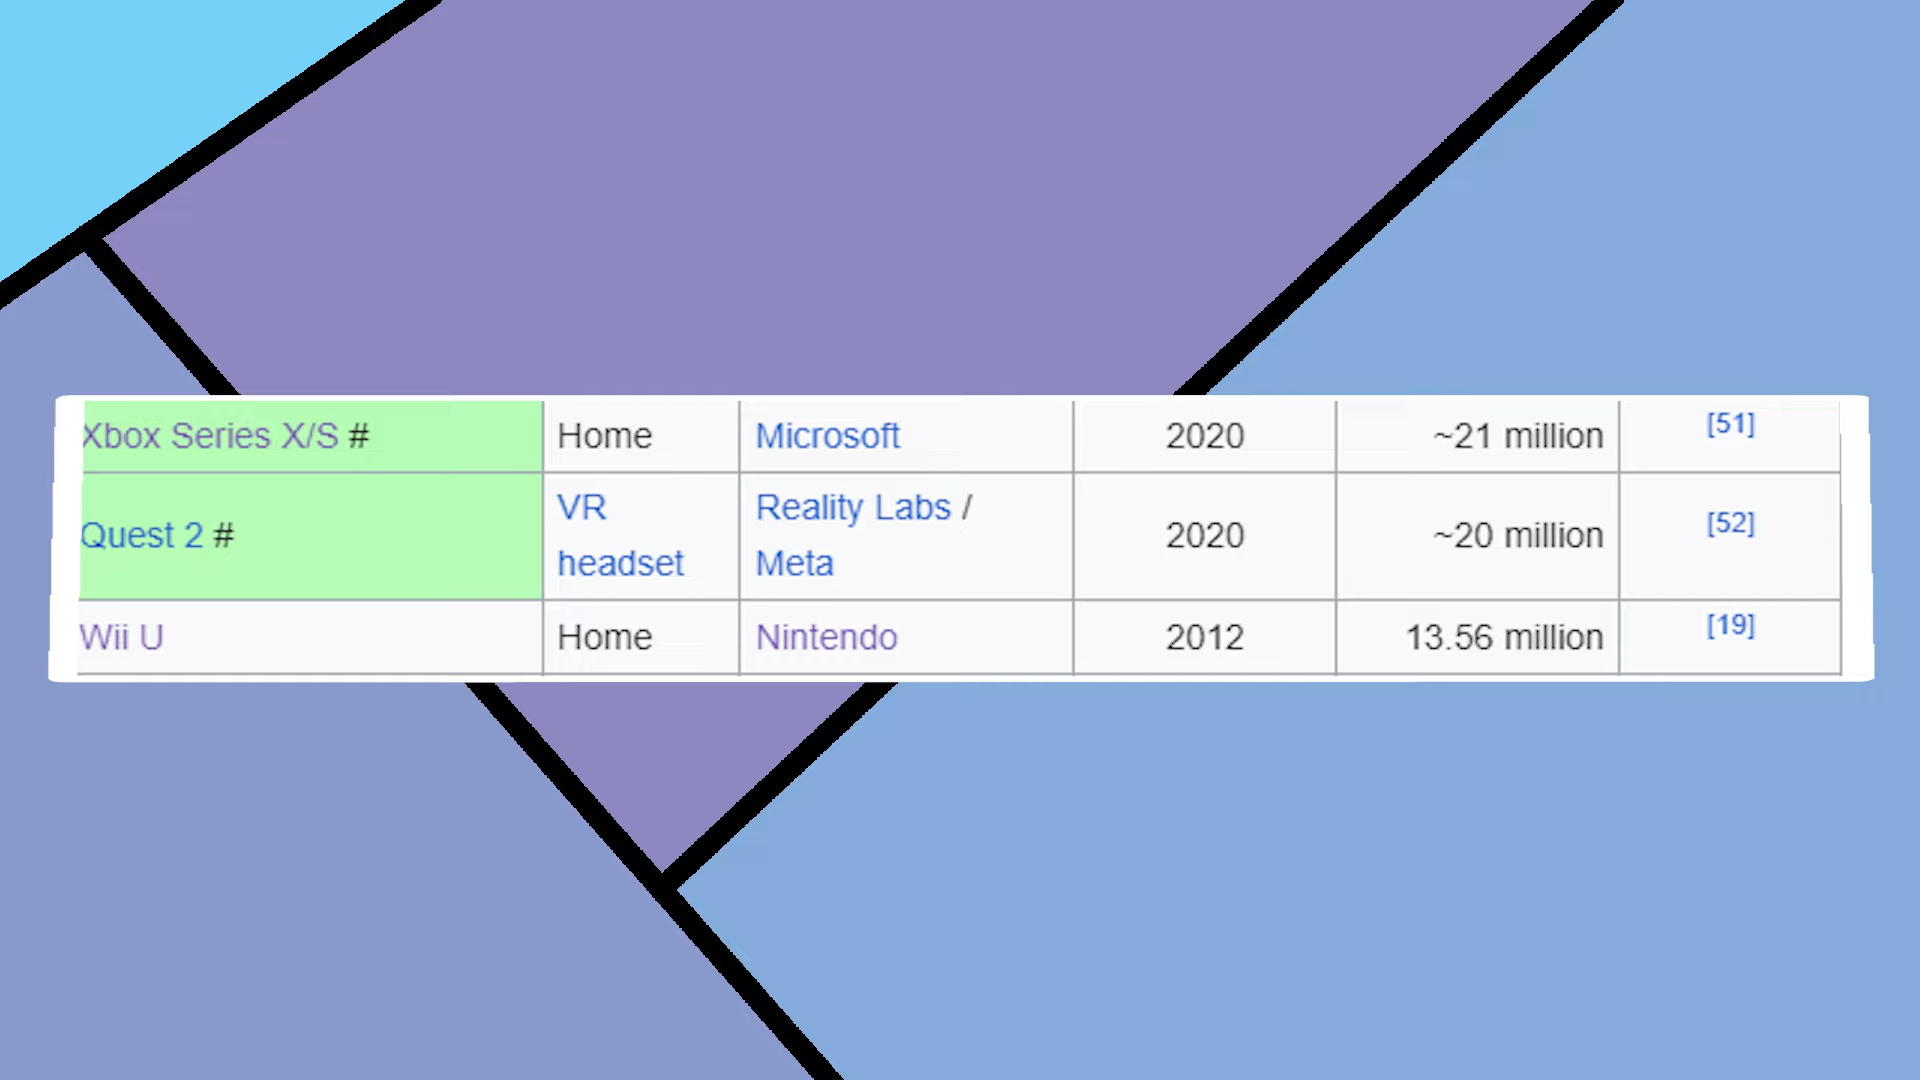 Xbox Series X/S # Home Microsoft 2020 ~21 million [51]
Quest 2 # VR headset Reality Labs / Meta 2020 ~20 million [52]
Wii U Home Nintendo 2012 13.56 million [19]